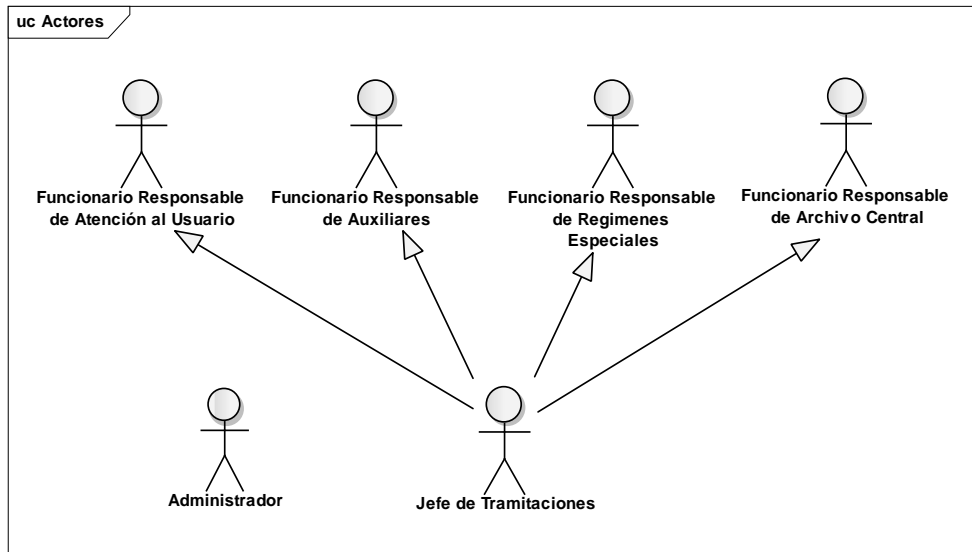 uc Actores
Funcionario Responsable
de Atención al Usuario
Funcionario Responsable
de Auxiliares
Funcionario Responsable
de Regimenes
Especiales
Funcionario Responsable
de Archivo Central
Administrador
Jefe de Tramitaciones